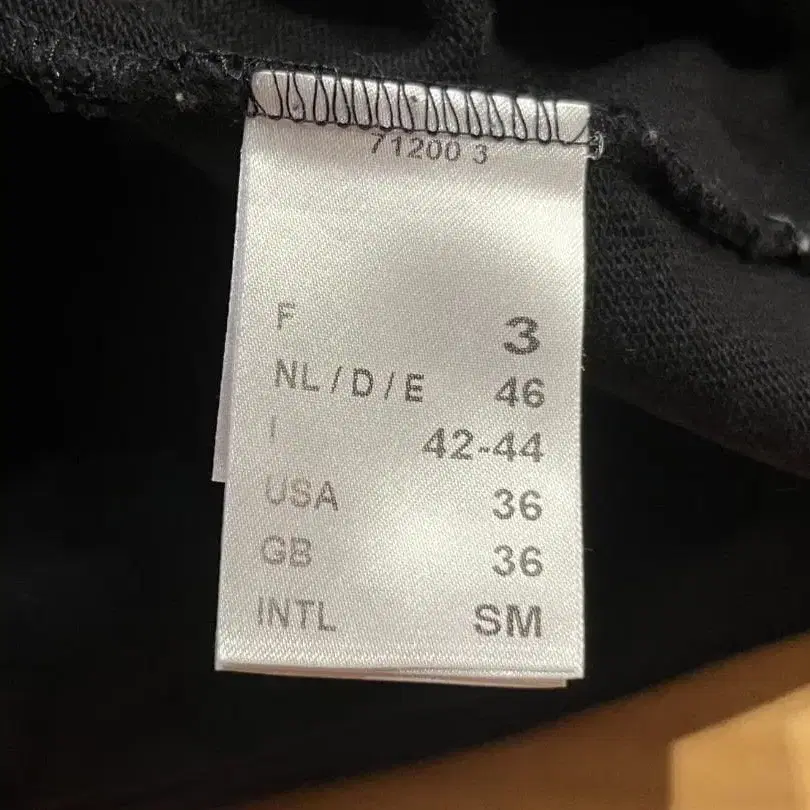 71200 3
F 3
NL/D/E 46
I 42-44
USA 36
GB 36
INTL SM